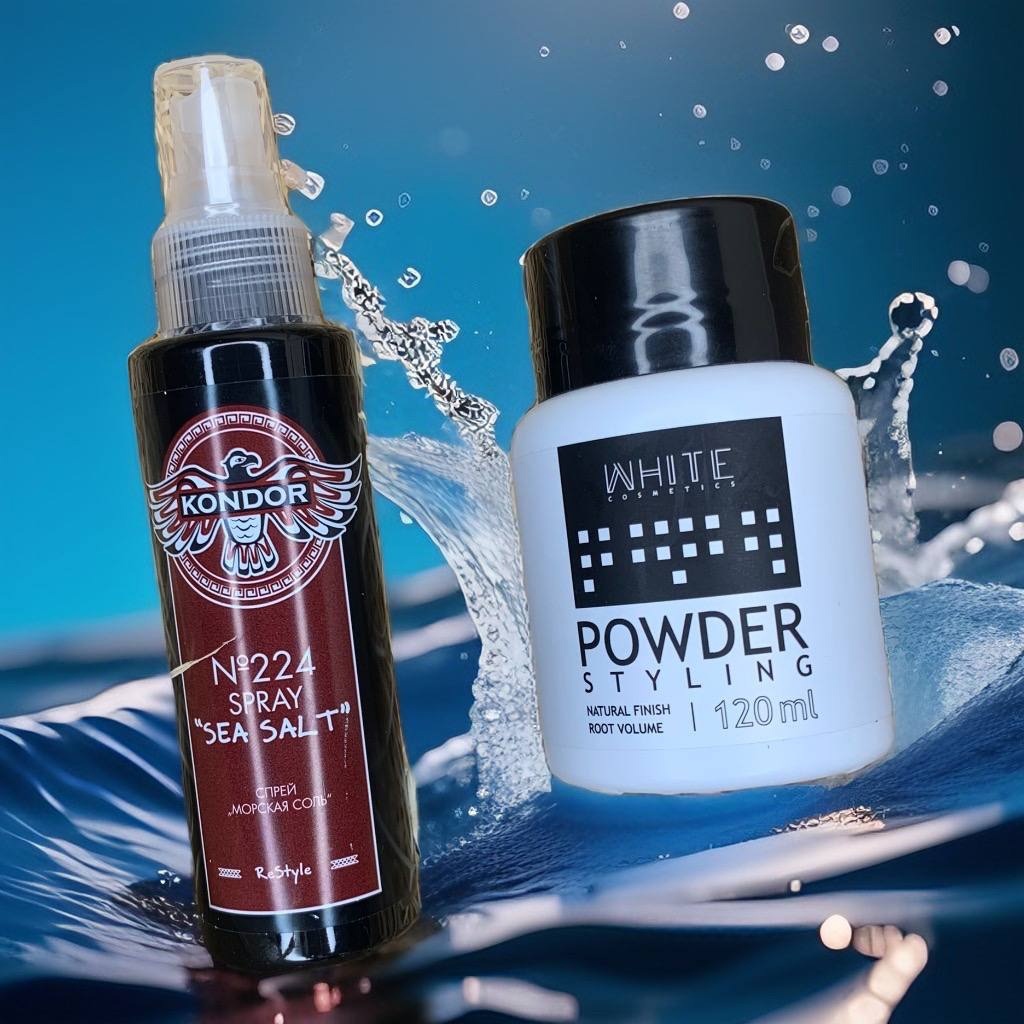 KONDOR
№224
SPRAY
"SEA SALT"
СПРЕЙ
„МОРСКАЯ СОЛЬ"
ReStyle
WHITE
COSMETICS
POWDER
STYLING
NATURAL FINISH
ROOT VOLUME
120 ml